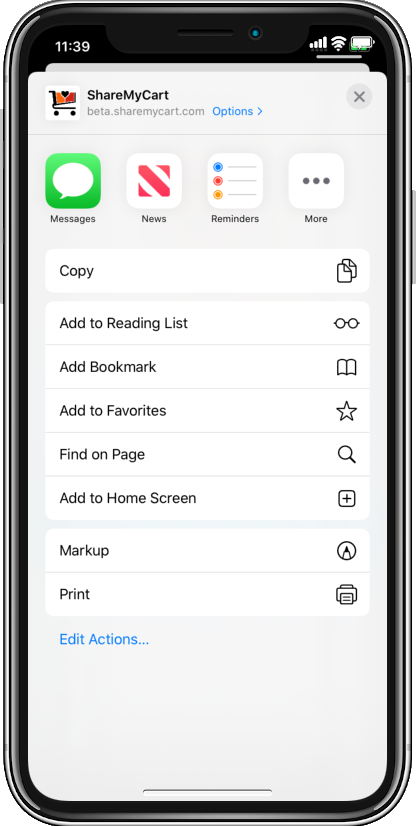 11:39
ShareMyCart
beta.sharemycart.com Options >
Messages News Reminders More
Copy
Add to Reading List
Add Bookmark
Add to Favorites
Find on Page
Add to Home Screen
Markup
Print
Edit Actions...